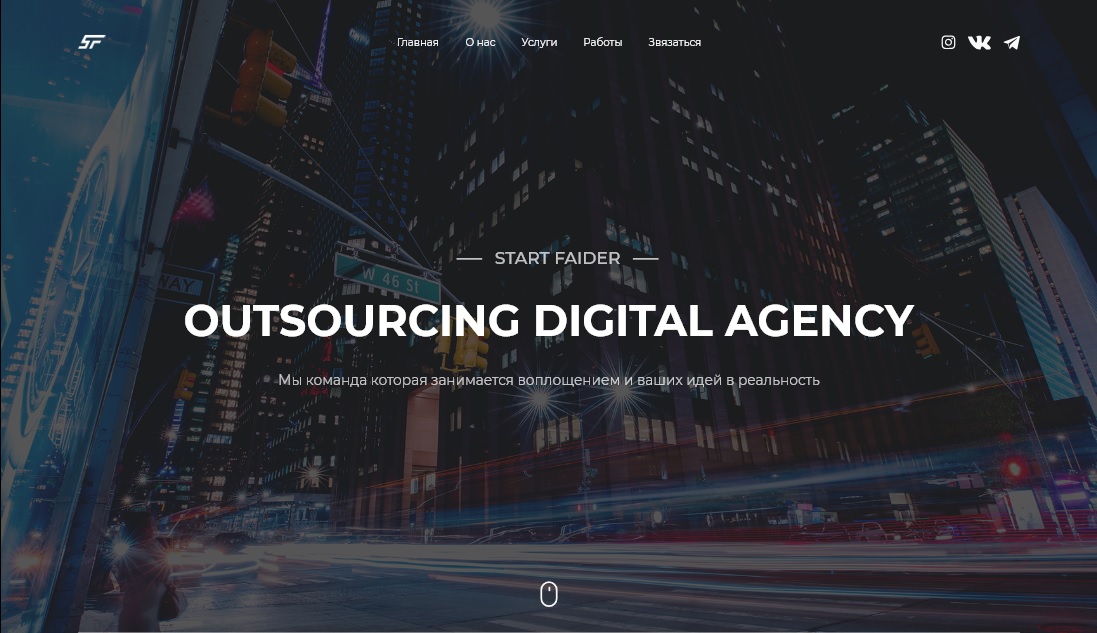 SF
Главная О нас Услуги Работы Звязаться
START FAIDER
W 46 St
WAY
OUTSOURCING DIGITAL AGENCY
Мы команда которая занимается воплощением и ваших идей в реальность